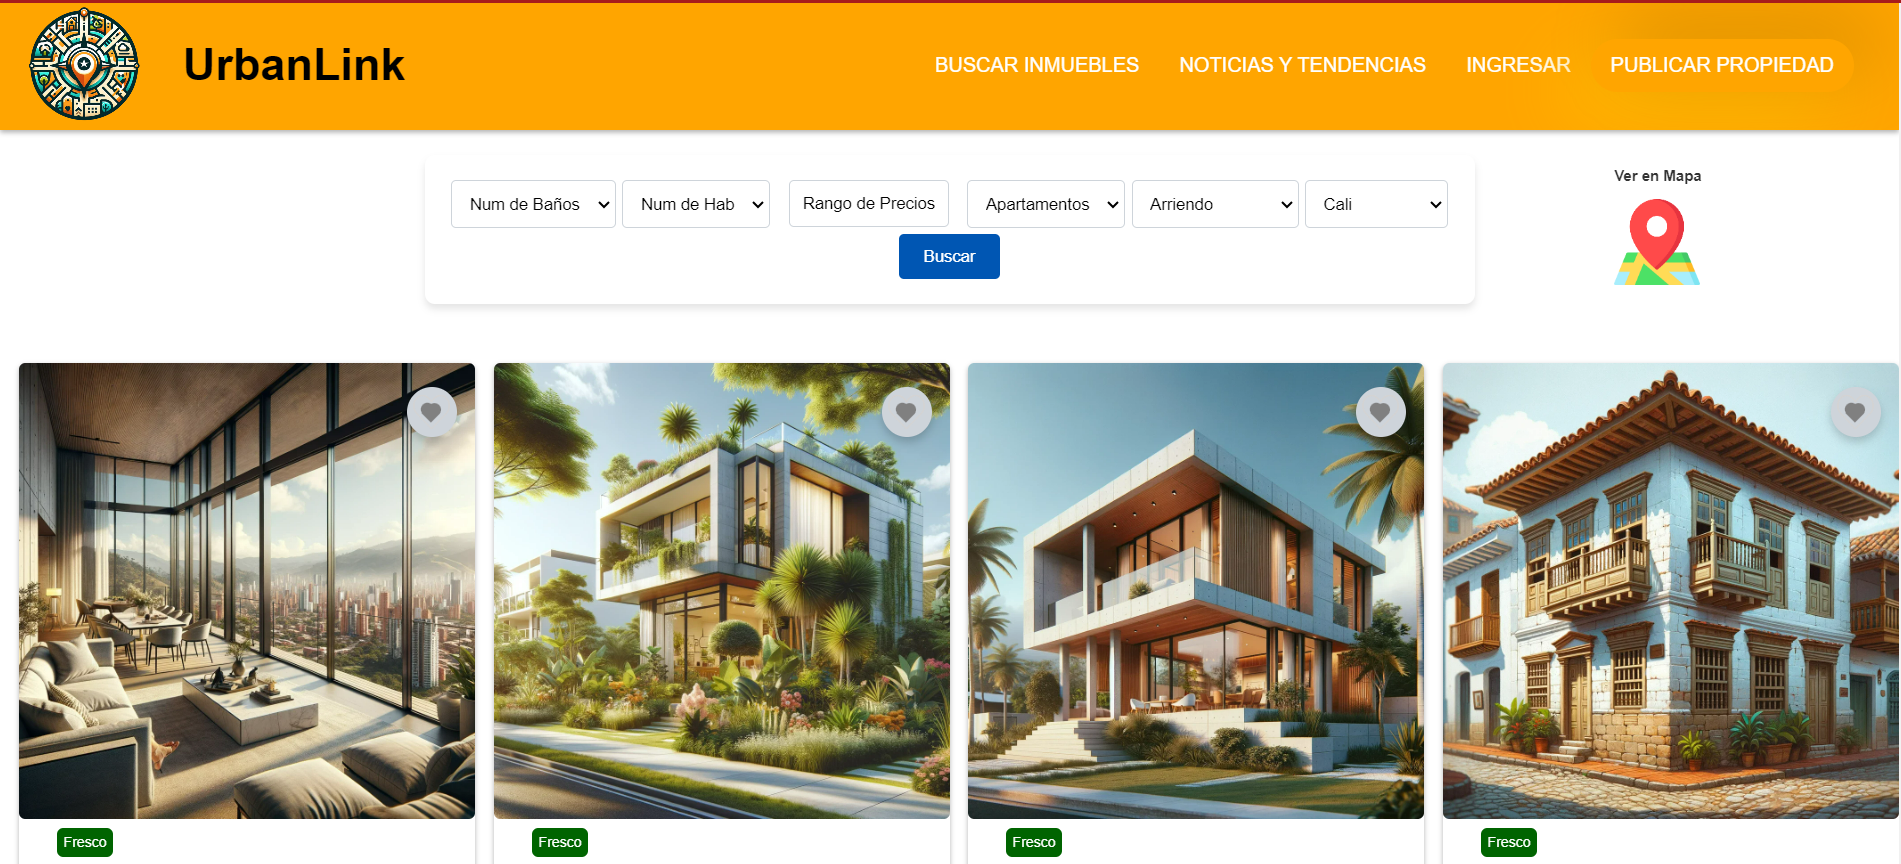 UrbanLink
BUSCAR INMUEBLES NOTICIAS Y TENDENCIAS INGRESAR PUBLICAR PROPIEDAD
Num de Baños Num de Hab Rango de Precios Apartamentos Arriendo Cali
Buscar
Ver en Mapa
Fresco Fresco Fresco Fresco